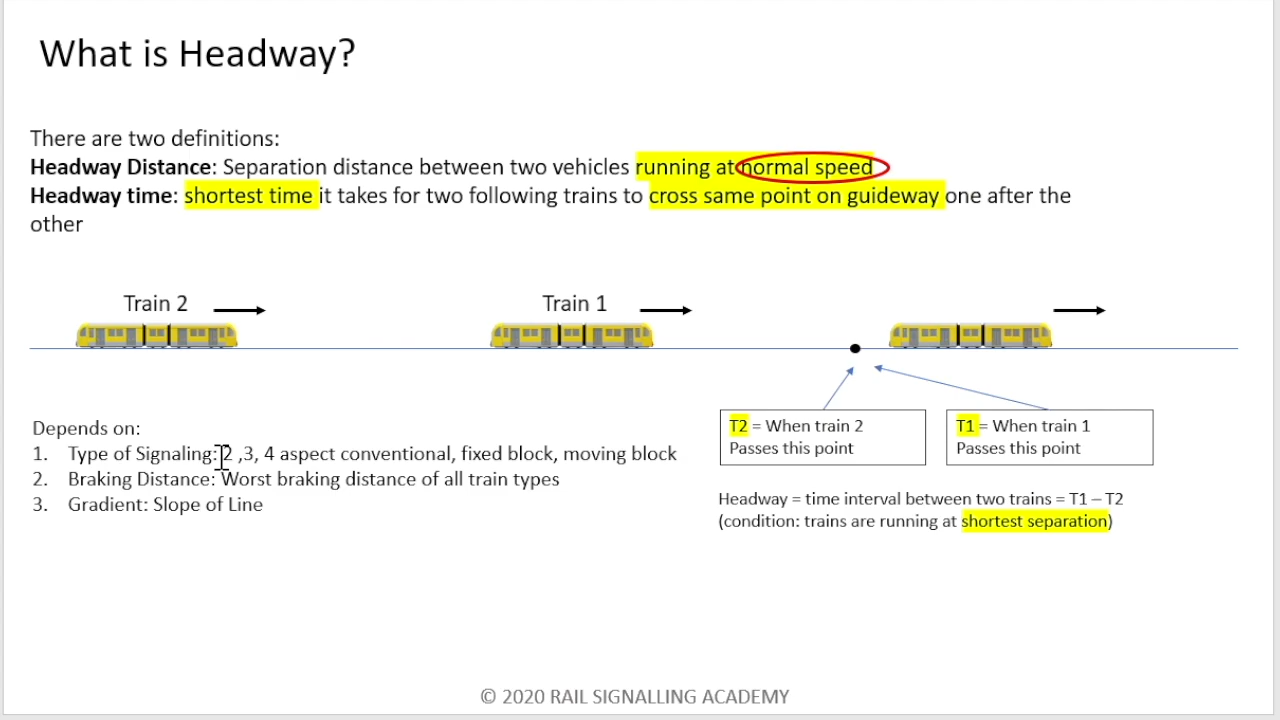 What is Headway?
There are two definitions:
Headway Distance: Separation distance between two vehicles running at normal speed
Headway time: shortest time it takes for two following trains to cross same point on guideway one after the
other
Train 2
Train 1
Depends on:
1. Type of Signaling: 2 ,3, 4 aspect conventional, fixed block, moving block
2. Braking Distance: Worst braking distance of all train types
3. Gradient: Slope of Line
T2 = When train 2
Passes this point
T1 = When train 1
Passes this point
Headway = time interval between two trains = T1 – T2
(condition: trains are running at shortest separation)
© 2020 RAIL SIGNALLING ACADEMY